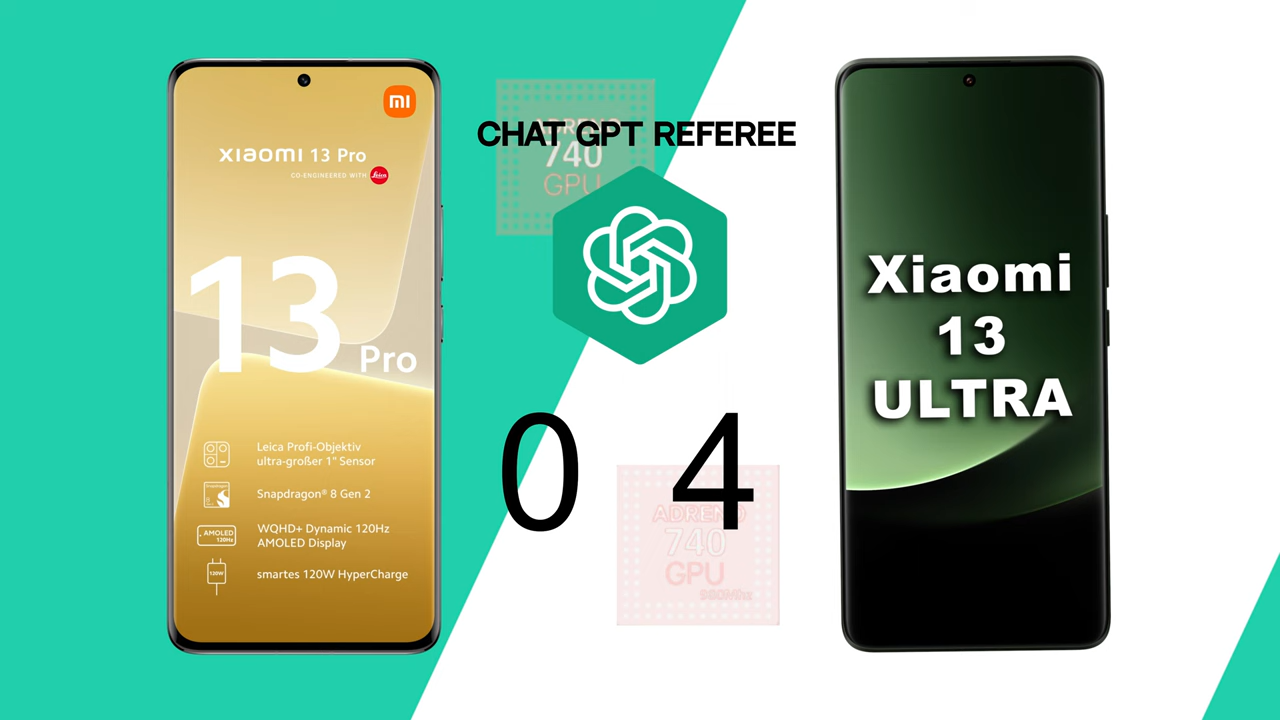 mi
xiaomi 13 Pro
CO-ENGINEERED WITH Leica
13 Pro
Leica Profi-Objektiv
ultra-großer 1" Sensor
Snapdragon® 8 Gen 2
AMOLED
120Hz
WQHD+ Dynamic 120Hz
AMOLED Display
120W
smartes 120W HyperCharge
CHAT GPT REFEREE
ADRENO
740
GPU
0 4
ADRENO
740
GPU
Xiaomi
13
ULTRA